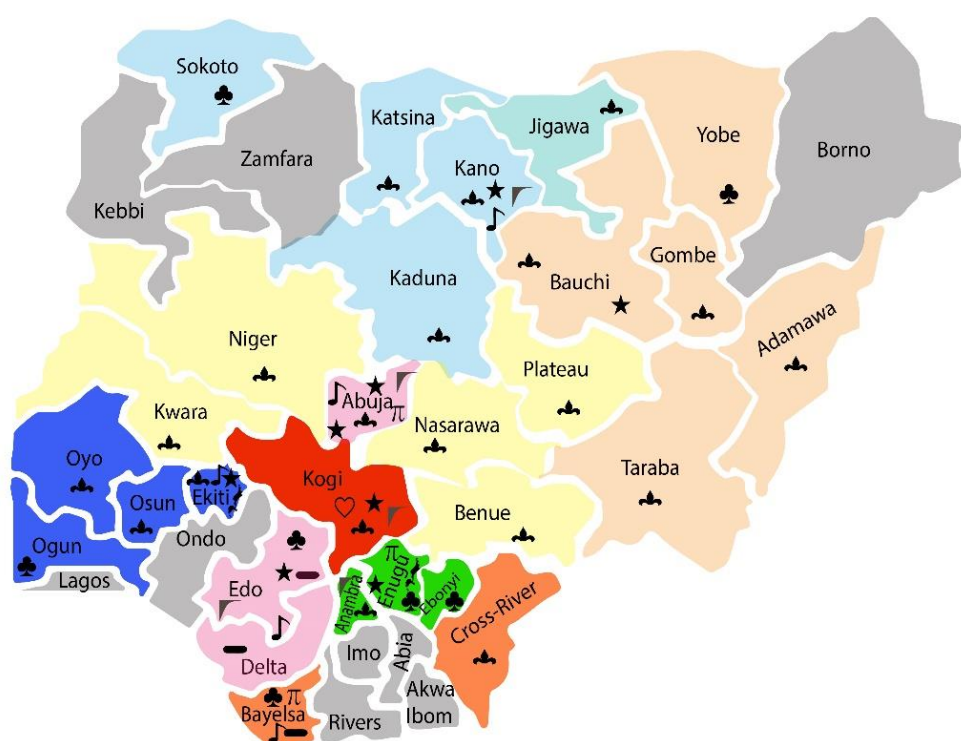 Sokoto
Katsina
Jigawa
Yobe
Borno
Zamfara
Kano
Kebbi
Gombe
Kaduna
Bauchi
Adamawa
Niger
Plateau
Abuja
π
Kwara
Nasarawa
Oyo
Taraba
Kogi
Osun
Ekiti
Benue
Ondo
Ogun
π
Lagos
Edo
Anambra
Enugu
Ebonyi
Cross-River
Imo
Abia
Delta
Akwa
Ibom
π
Bayelsa
Rivers